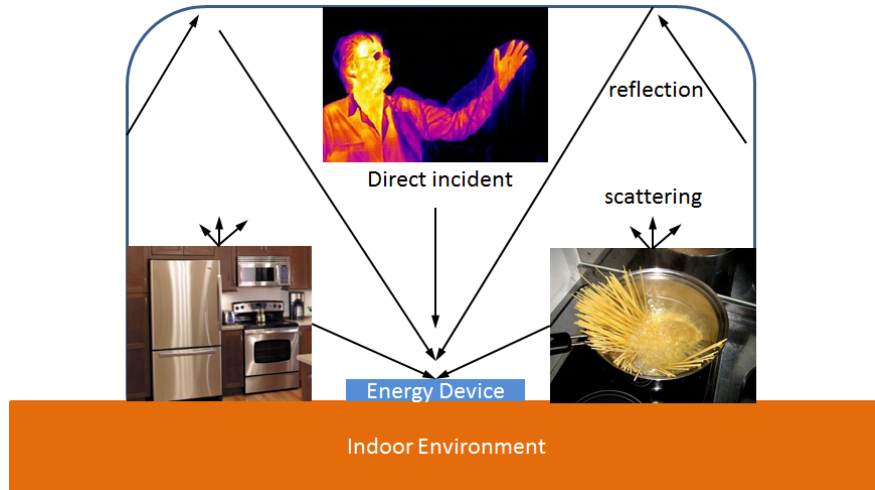 reflection
Direct incident
scattering
Energy Device
Indoor Environment